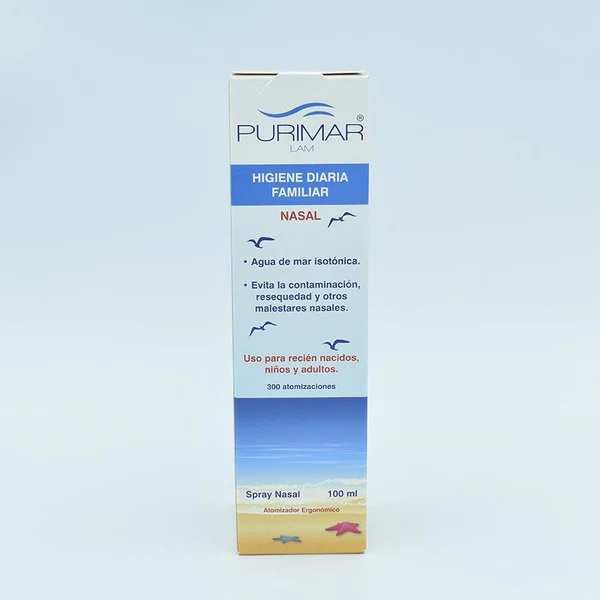 PURIMAR®
LAM
HIGIENE DIARIA
FAMILIAR
NASAL
• Agua de mar isotónica.
• Evita la contaminación,
resequedad y otros
malestares nasales.
Uso para recién nacidos,
niños y adultos.
300 atomizaciones
Spray Nasal 100 ml
Atomizador Ergonómico